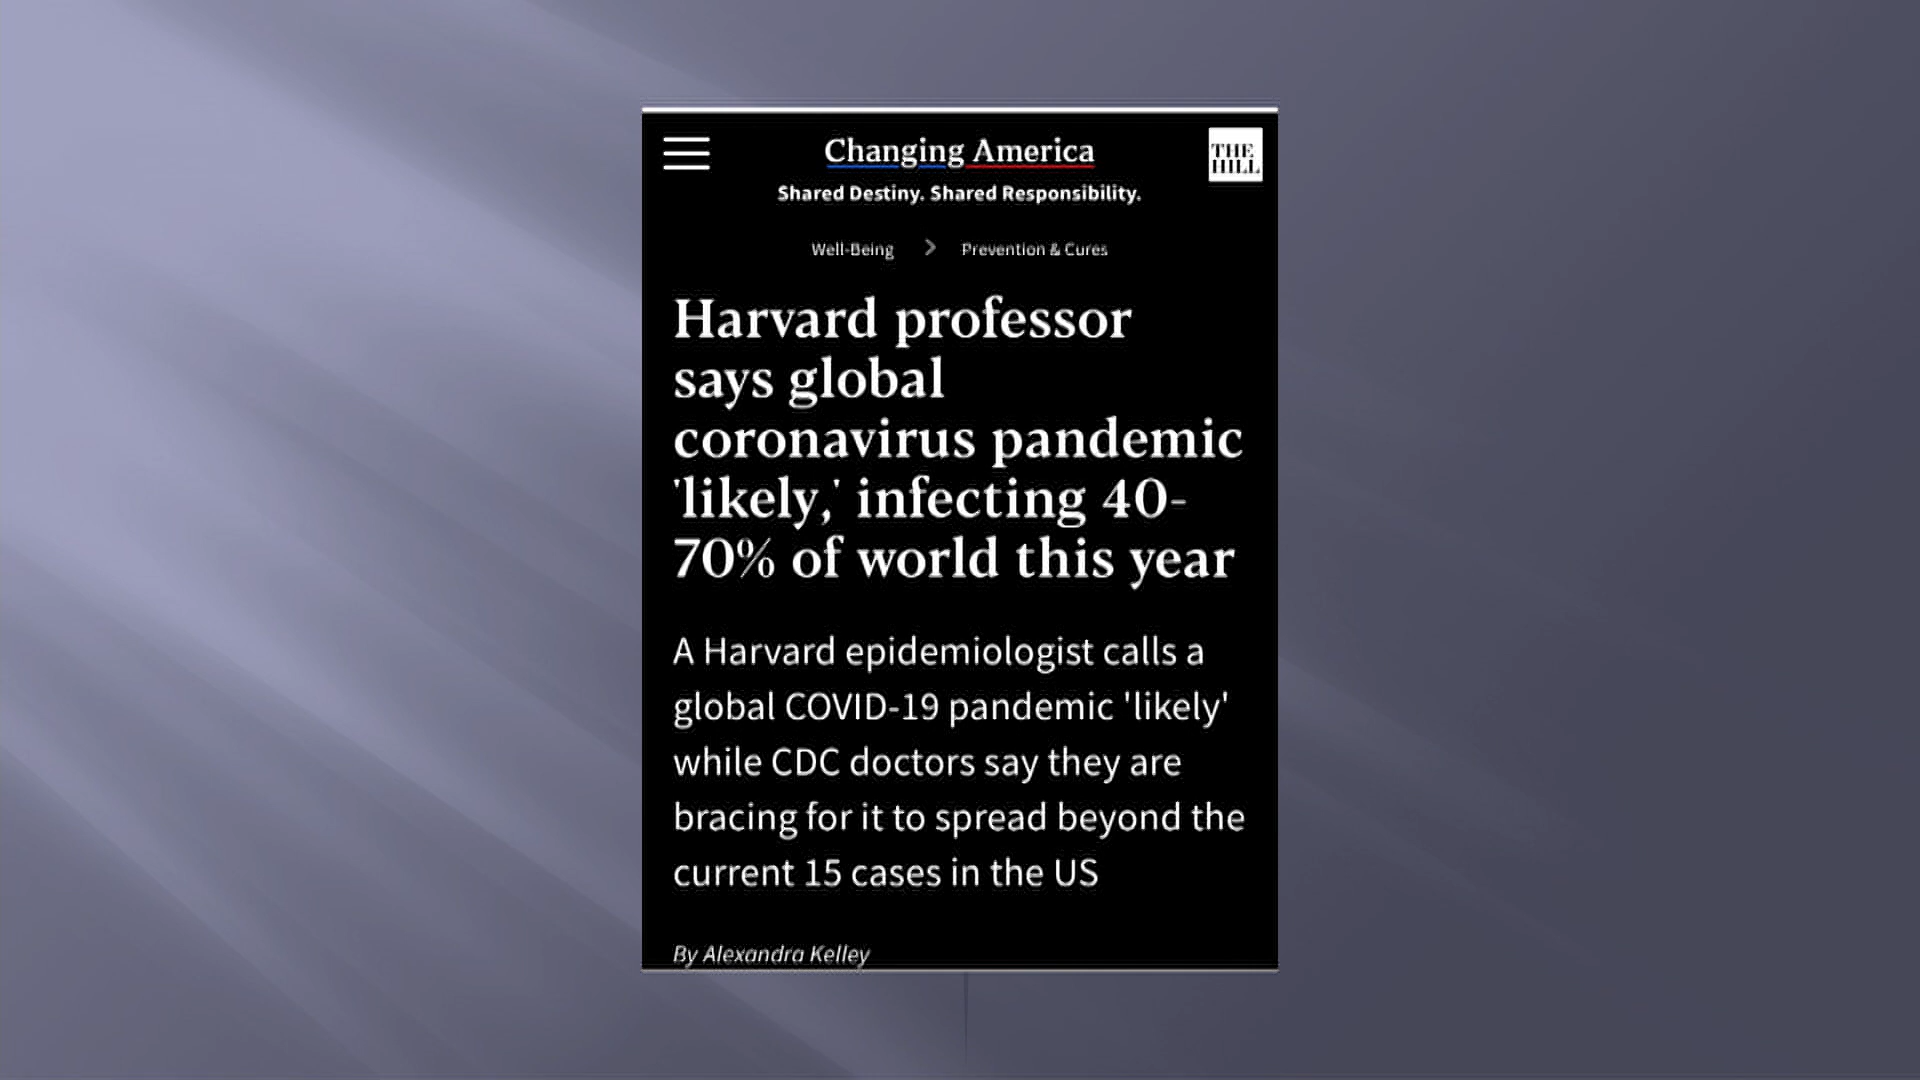 Changing America
THE
HILL
Shared Destiny. Shared Responsibility.
Well-Being > Prevention & Cures
Harvard professor
says global
coronavirus pandemic
'likely,' infecting 40-
70% of world this year
A Harvard epidemiologist calls a
global COVID-19 pandemic 'likely'
while CDC doctors say they are
bracing for it to spread beyond the
current 15 cases in the US
By Alexandra Kelley